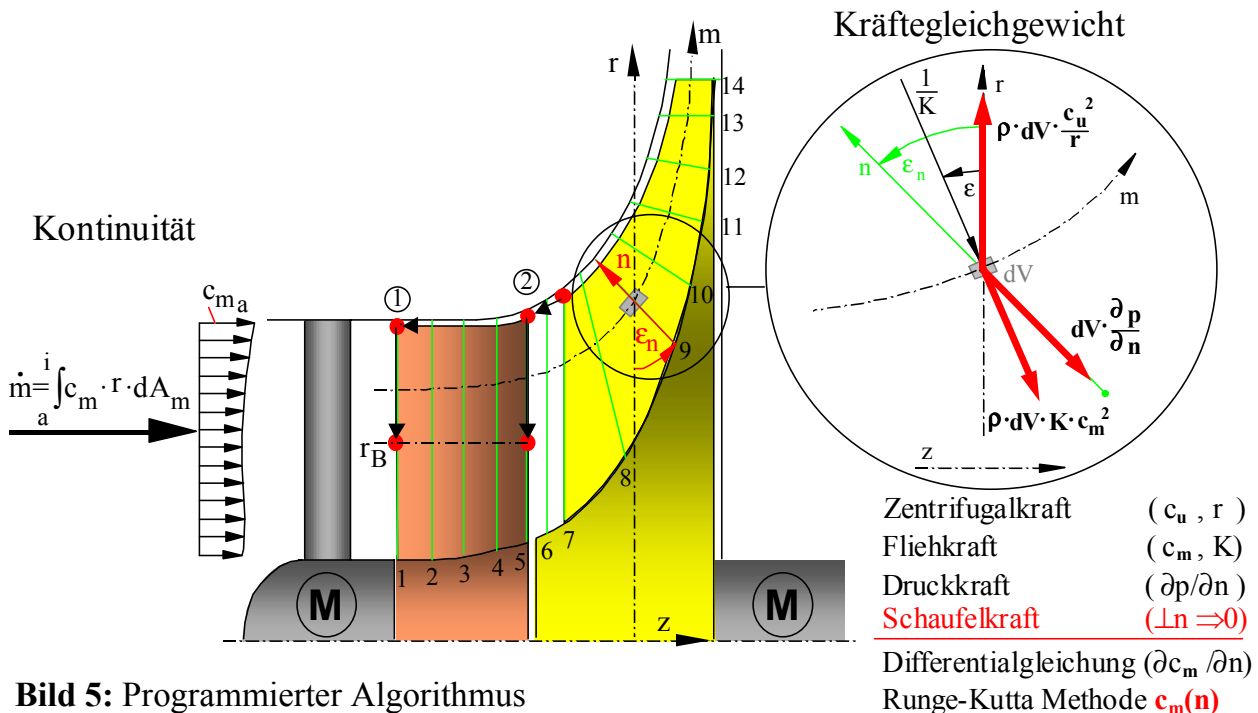 Kräftegleichgewicht
Kontinuität
c_m a
ṁ = ∫ c_m · r · dA_m
i
a
①
②
r
m
n
ε_n
r_B
1
2
3
4
5
6
7
8
9
10
11
12
13
14
M
M
z
1/K
r
ρ·dV·c_u²/r
n
ε_n
ε
m
dV
dV·∂p/∂n
ρ·dV·K·c_m²
z
Zentrifugalkraft (c_u , r)
Fliehkraft (c_m, K)
Druckkraft (∂p/∂n)
Schaufelkraft (⊥n ⇒0)
Differentialgleichung (∂c_m /∂n)
Runge-Kutta Methode c_m(n)
Bild 5: Programmierter Algorithmus